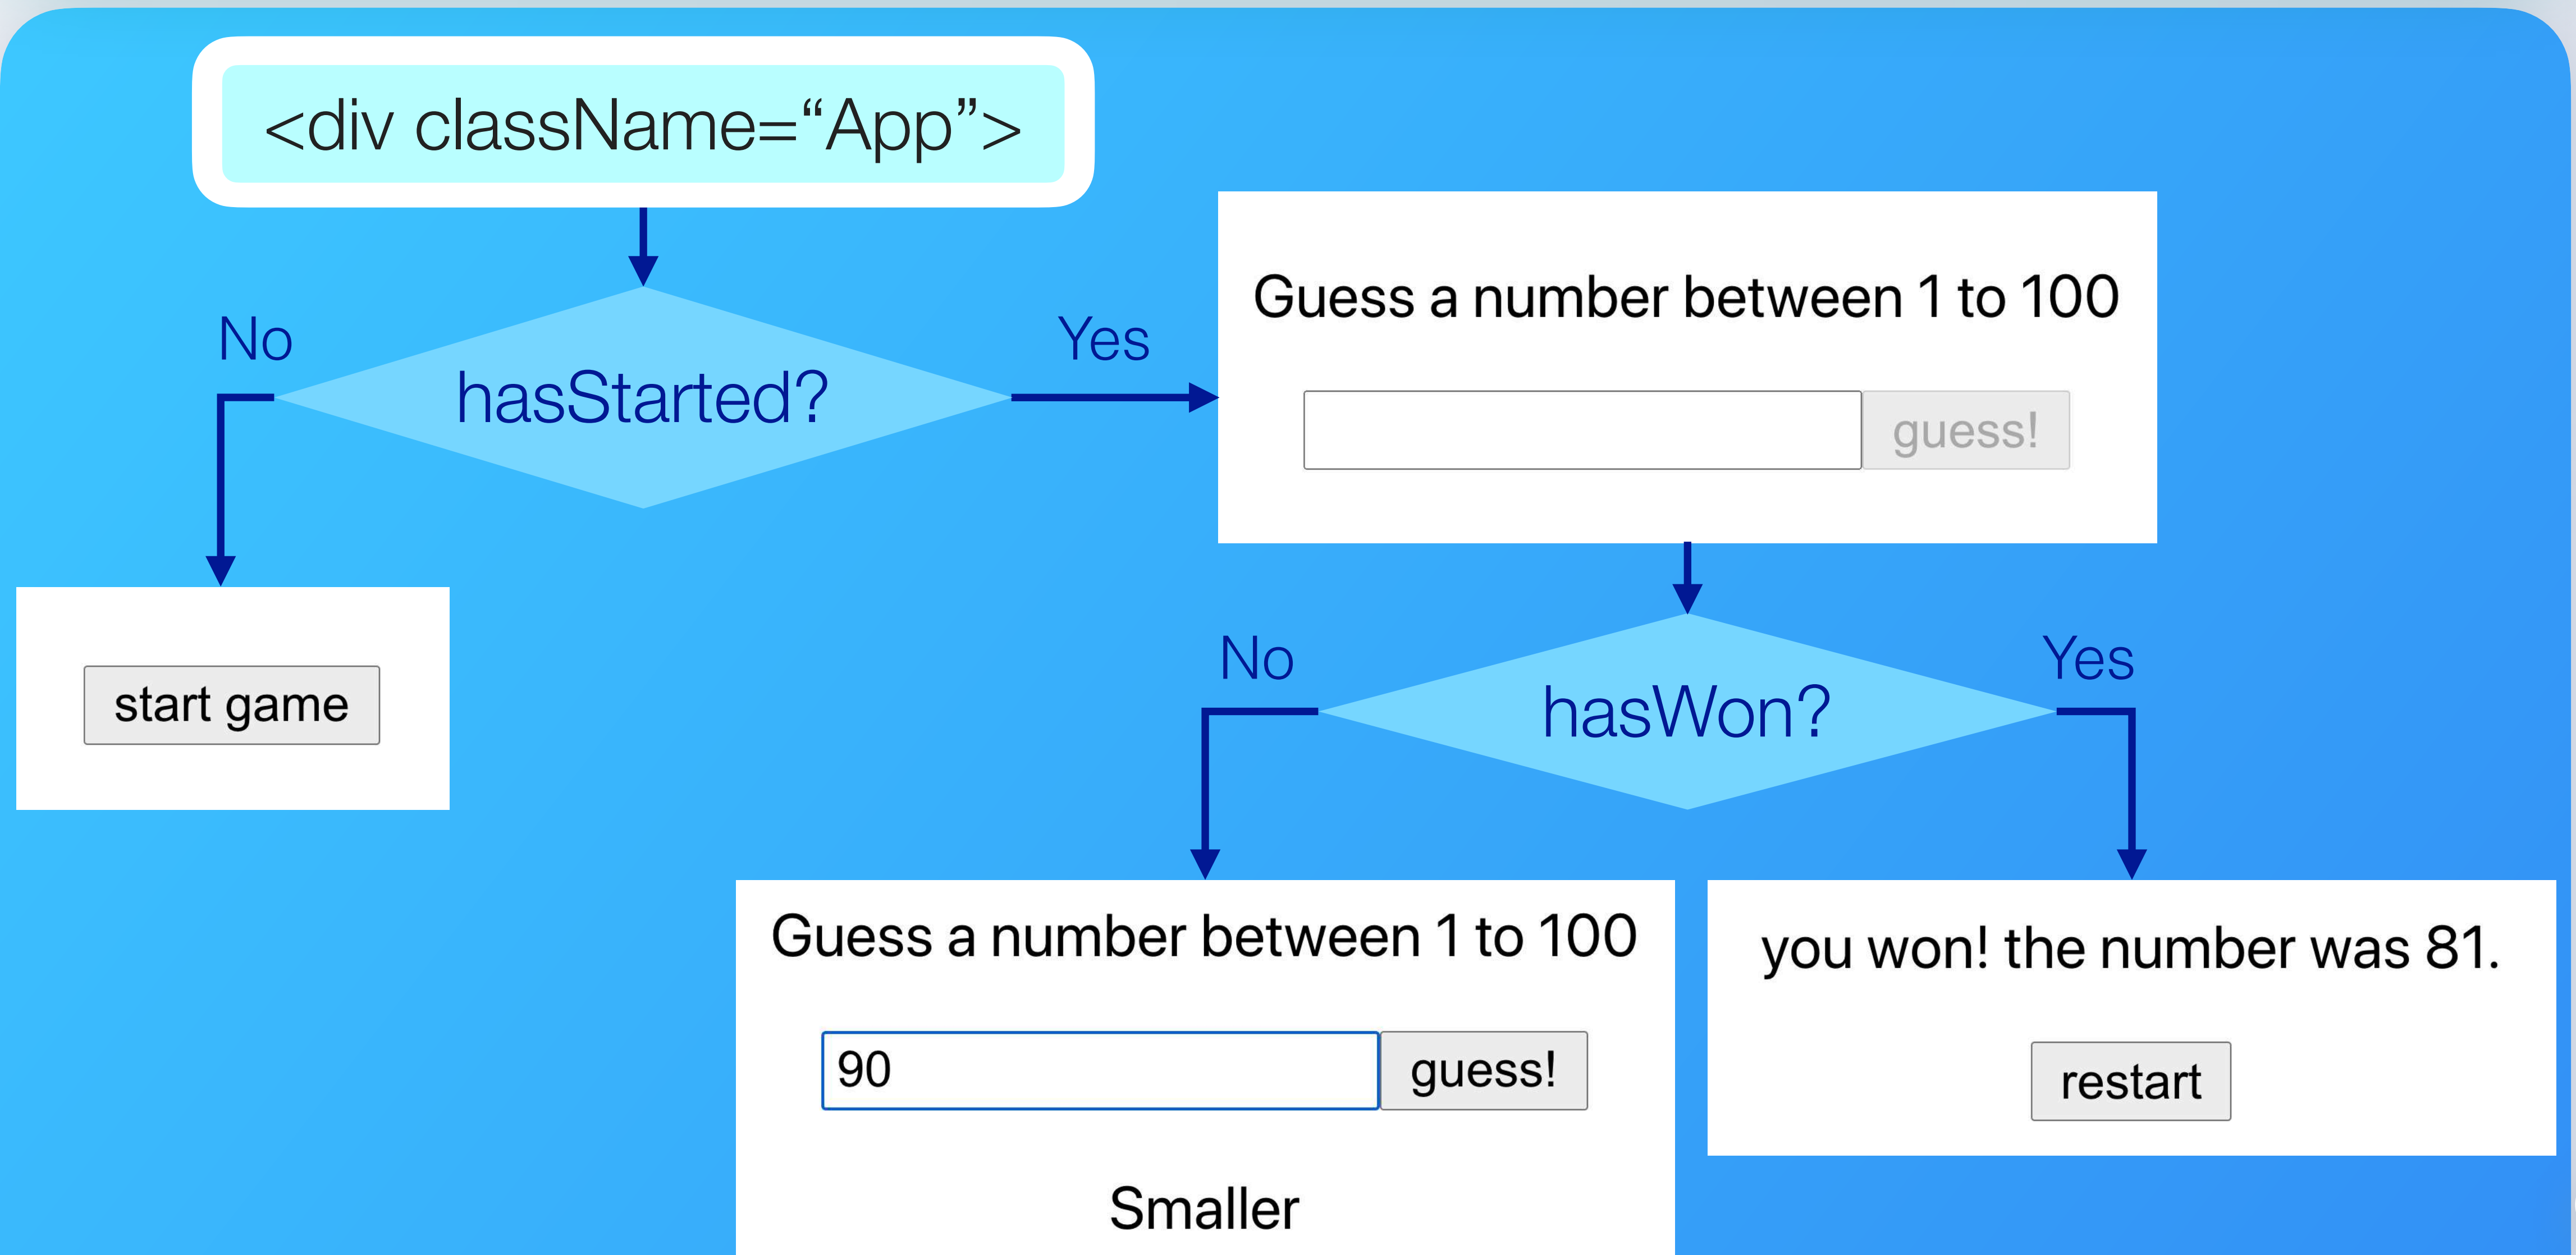 <div className=“App”>
No
hasStarted?
Yes
Guess a number between 1 to 100
guess!
start game
No
hasWon?
Yes
Guess a number between 1 to 100
90
guess!
Smaller
you won! the number was 81.
restart